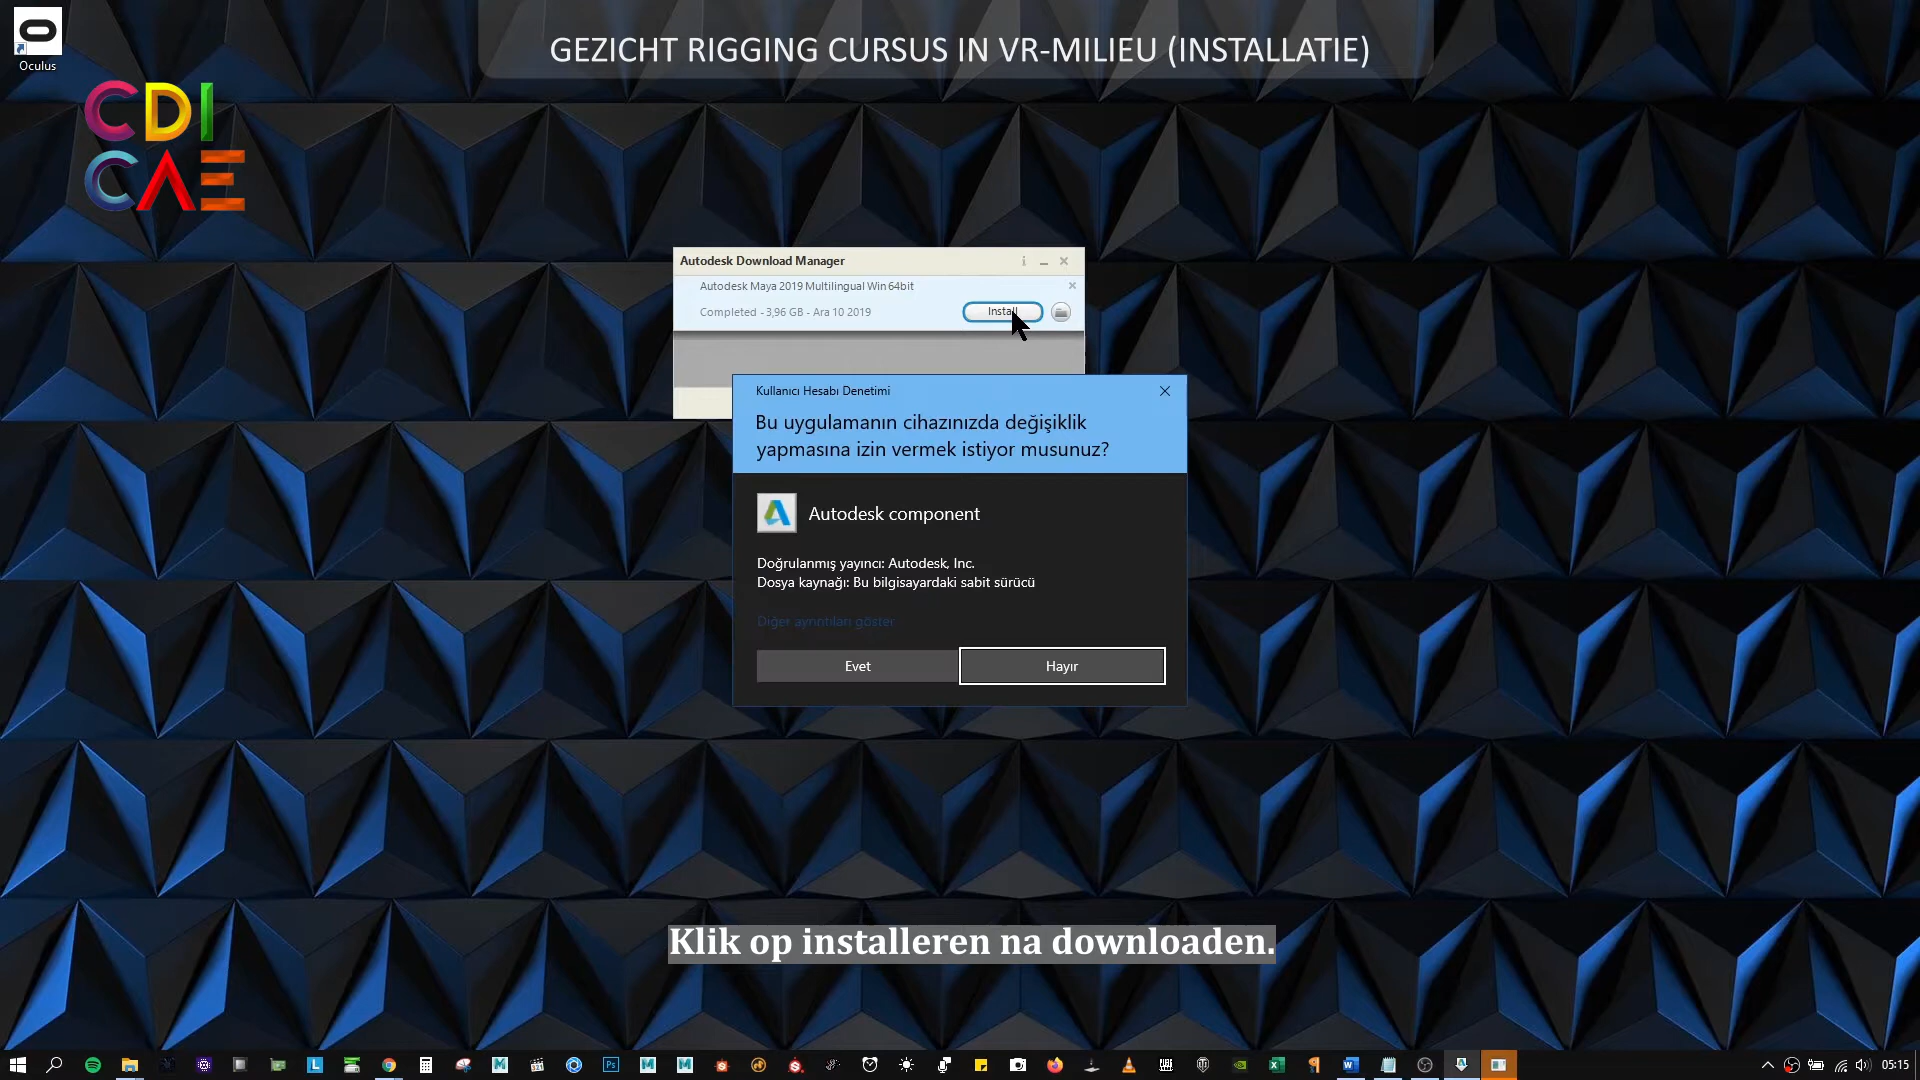 GEZICHT RIGGING CURSUS IN VR-MILIEU (INSTALLATIE)
Oculus
CDI
CAE
Autodesk Download Manager
Autodesk Maya 2019 Multilingual Win 64bit
Completed - 3,96 GB - Ara 10 2019
Install
Kullanıcı Hesabı Denetimi
Bu uygulamanın cihazınızda değişiklik
yapmasına izin vermek istiyor musunuz?
Autodesk component
Doğrulanmış yayıncı: Autodesk, Inc.
Dosya kaynağı: Bu bilgisayardaki sabit sürücü
Diğer ayrıntıları göster
Evet
Hayır
Klik op installeren na downloaden.
05:15